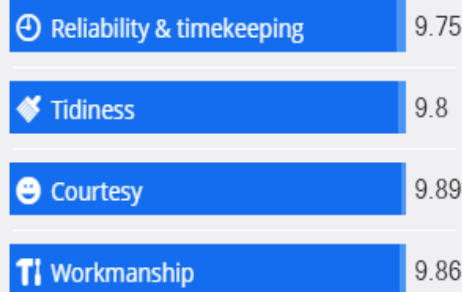 Reliability & timekeeping 9.75
Tidiness 9.8
Courtesy 9.89
Workmanship 9.86